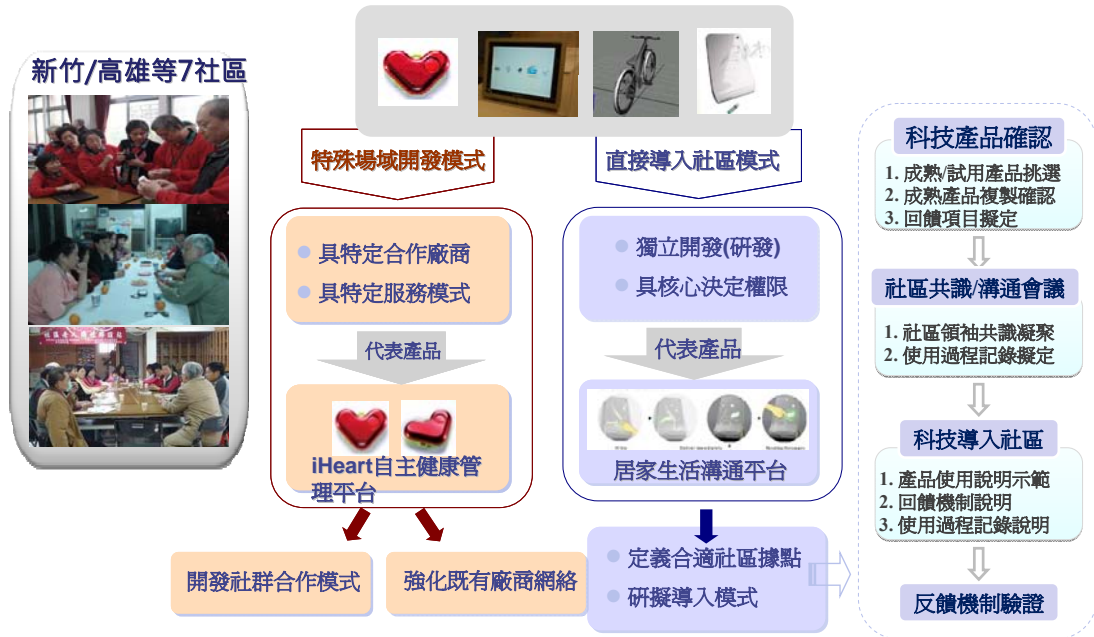 新竹/高雄等7社區
特殊場域開發模式
直接導入社區模式
具特定合作廠商
具特定服務模式
代表產品
iHeart自主健康管
理平台
開發社群合作模式
強化既有廠商網絡
獨立開發(研發)
具核心決定權限
代表產品
居家生活溝通平台
定義合適社區據點
研擬導入模式
科技產品確認
1. 成熟/試用產品挑選
2. 成熟產品複製確認
3. 回饋項目擬定
社區共識/溝通會議
1. 社區領袖共識凝聚
2. 使用過程記錄擬定
科技導入社區
1. 產品使用說明示範
2. 回饋機制說明
3. 使用過程記錄說明
反饋機制驗證